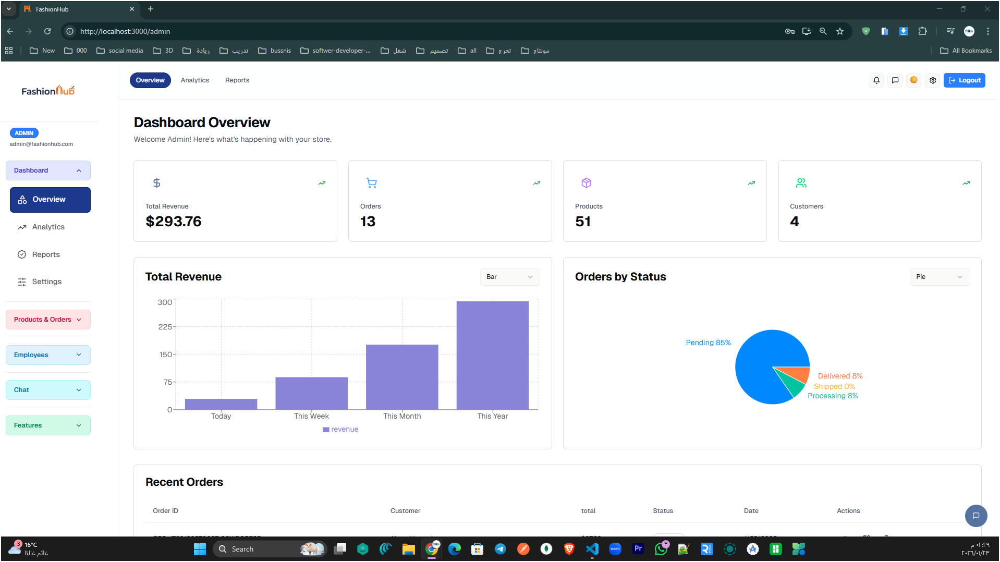 FashionHub
http://localhost:3000/admin
New
000
social media
3D
ريادة
تدريب
bussnis
softwer-developer-...
شغل
تصميم
all
تخرج
مونتاج
All Bookmarks
FashionHub
Overview
Analytics
Reports
Logout
ADMIN
admin@fashionhub.com
Dashboard
Overview
Analytics
Reports
Settings
Products & Orders
Employees
Chat
Features
Dashboard Overview
Welcome Admin! Here's what's happening with your store.
Total Revenue
$293.76
Orders
13
Products
51
Customers
4
Total Revenue
Bar
300
225
150
75
0
Today
This Week
This Month
This Year
revenue
Orders by Status
Pie
Pending 85%
Delivered 8%
Shipped 0%
Processing 8%
Recent Orders
Order ID
Customer
total
Status
Date
Actions
3
16°C
غائم غالبًا
Search
zoom
Pr
٣
٠٢:٢٩ م
٢٠٢٦/٠١/٢٣